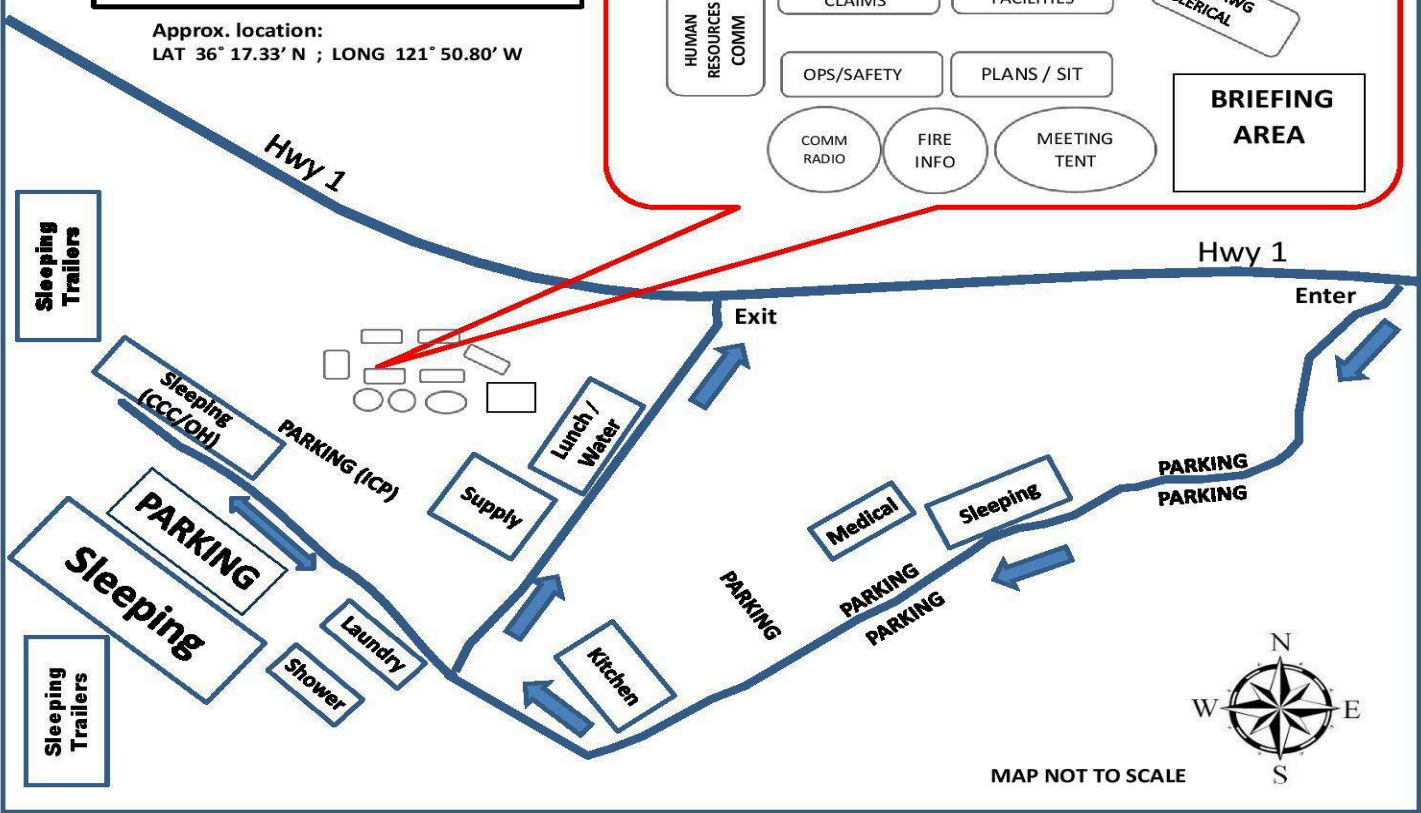 Approx. location:
LAT 36° 17.33' N ; LONG 121° 50.80' W
HUMAN
RESOURCES
COMM
CLAIMS
FACILITIES
CLERICAL
OPS/SAFETY
PLANS / SIT
COMM
RADIO
FIRE
INFO
MEETING
TENT
BRIEFING
AREA
Hwy 1
Hwy 1
Enter
Exit
Sleeping
Trailers
Sleeping
(CCC/OH)
PARKING (ICP)
Lunch /
Water
Supply
PARKING
Sleeping
Laundry
Shower
Sleeping
Trailers
Kitchen
PARKING
Medical
Sleeping
PARKING
PARKING
PARKING
PARKING
N
W
E
S
MAP NOT TO SCALE